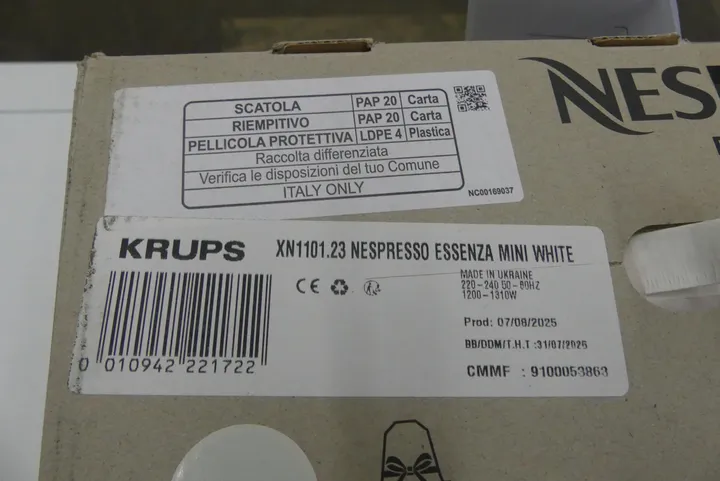 SCATOLA PAP 20 Carta
RIEMPITIVO PAP 20 Carta
PELLICOLA PROTETTIVA LDPE 4 Plastica
Raccolta differenziata
Verifica le disposizioni del tuo Comune
ITALY ONLY
NC00169037
NES
KRUPS XN1101.23 NESPRESSO ESSENZA MINI WHITE
CE
MADE IN UKRAINE
220-240 50-60HZ
1200-1310W
Prod: 07/08/2025
BB/DDM/T.H.T :31/07/2026
CMMF : 9100053863
0 010942 221722